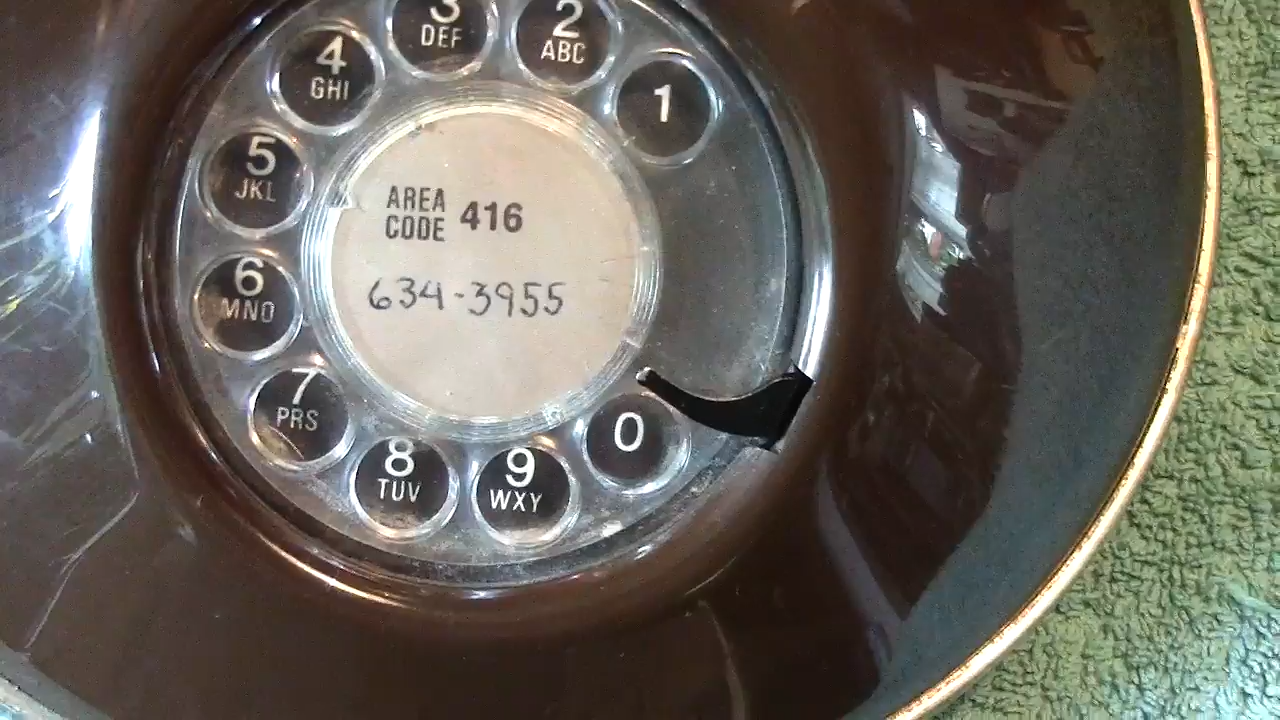 3
DEF
2
ABC
4
GHI
1
5
JKL
AREA
CODE 416
6
MNO
634-3955
7
PRS
0
8
TUV
9
WXY